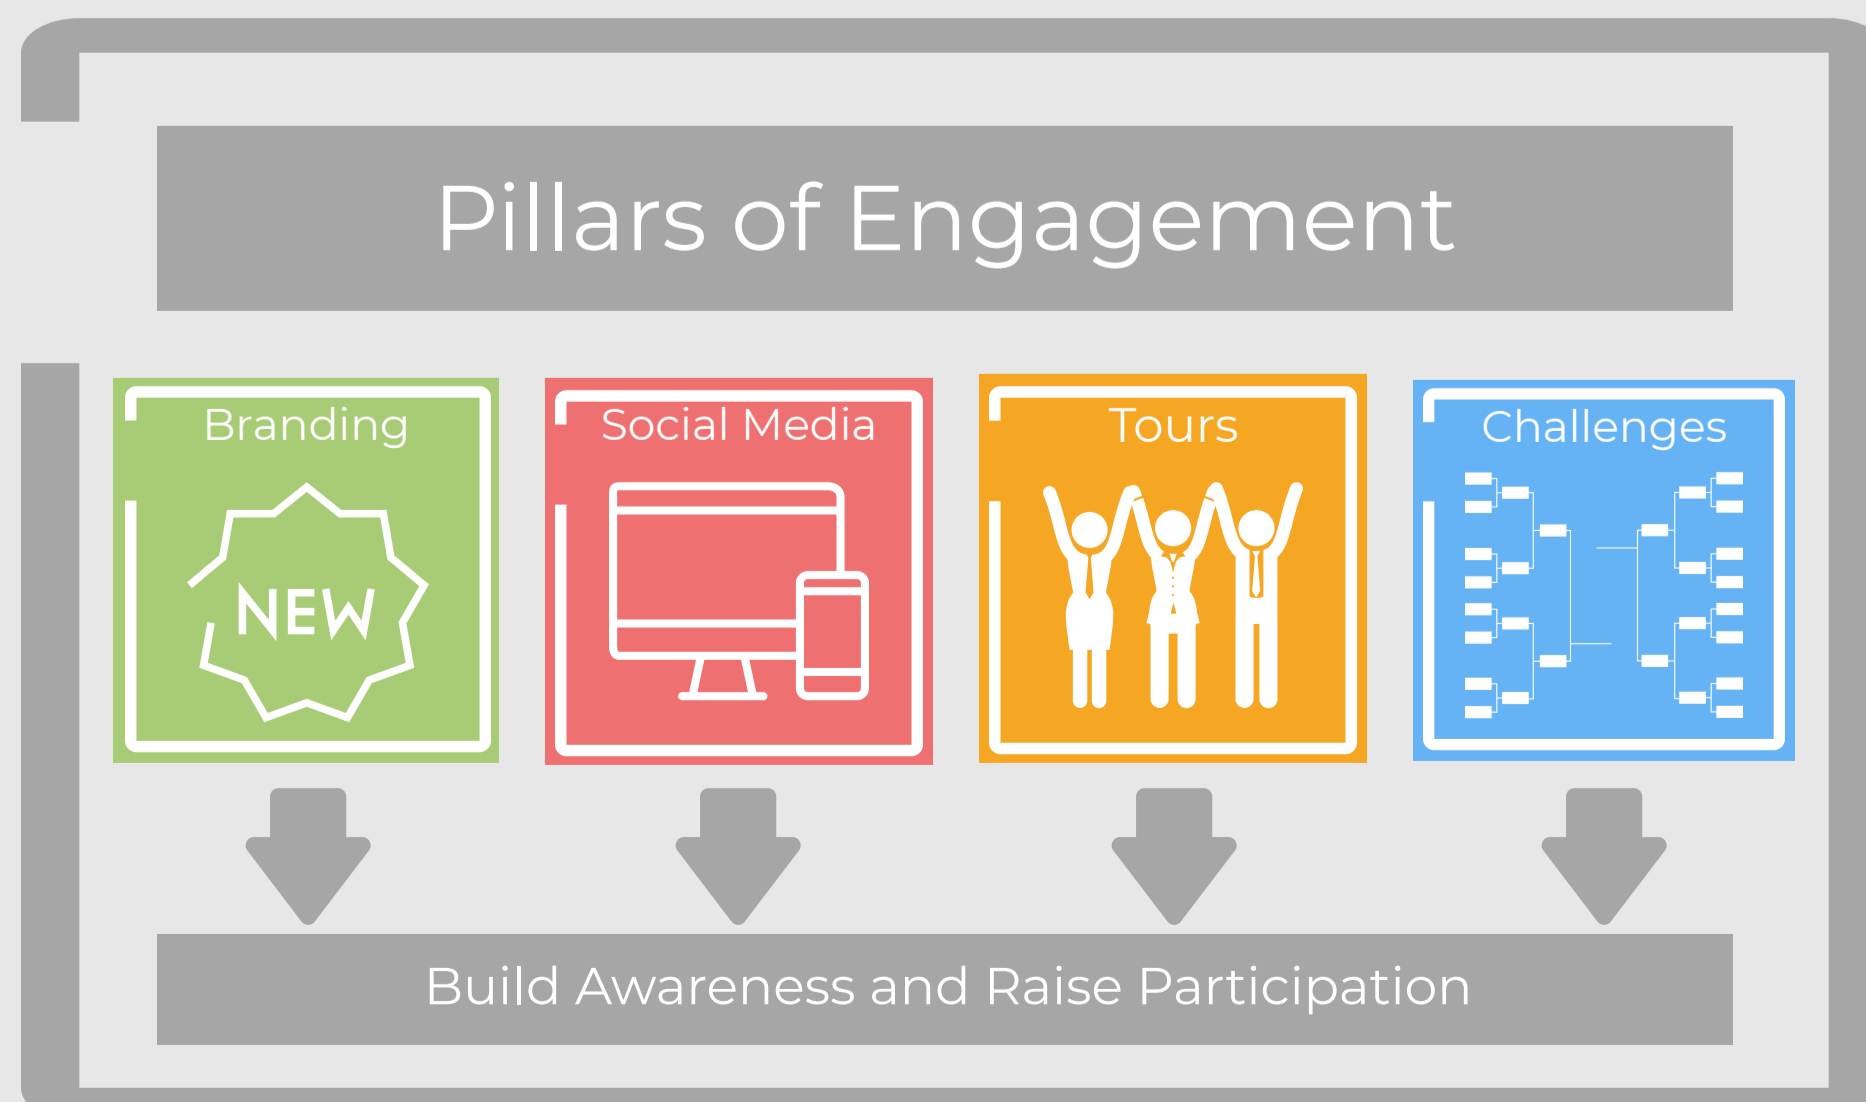 Pillars of Engagement
Branding
Social Media
Tours
Challenges
NEW
Build Awareness and Raise Participation